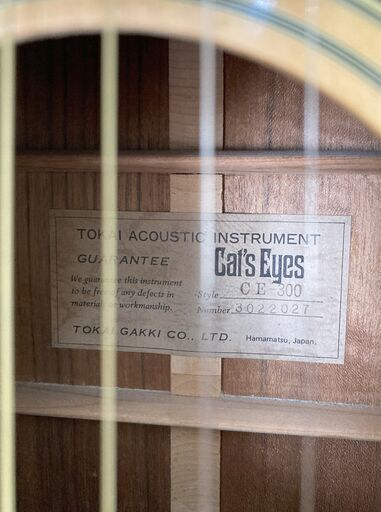 TOKAI ACOUSTIC INSTRUMENT
GUARANTEE
Cat's Eyes
We guarantee this instrument
to be free of any defects in
material or workmanship.
Style CE-300
Number 3022027
TOKAI GAKKI CO., LTD. Hamamatsu, Japan.